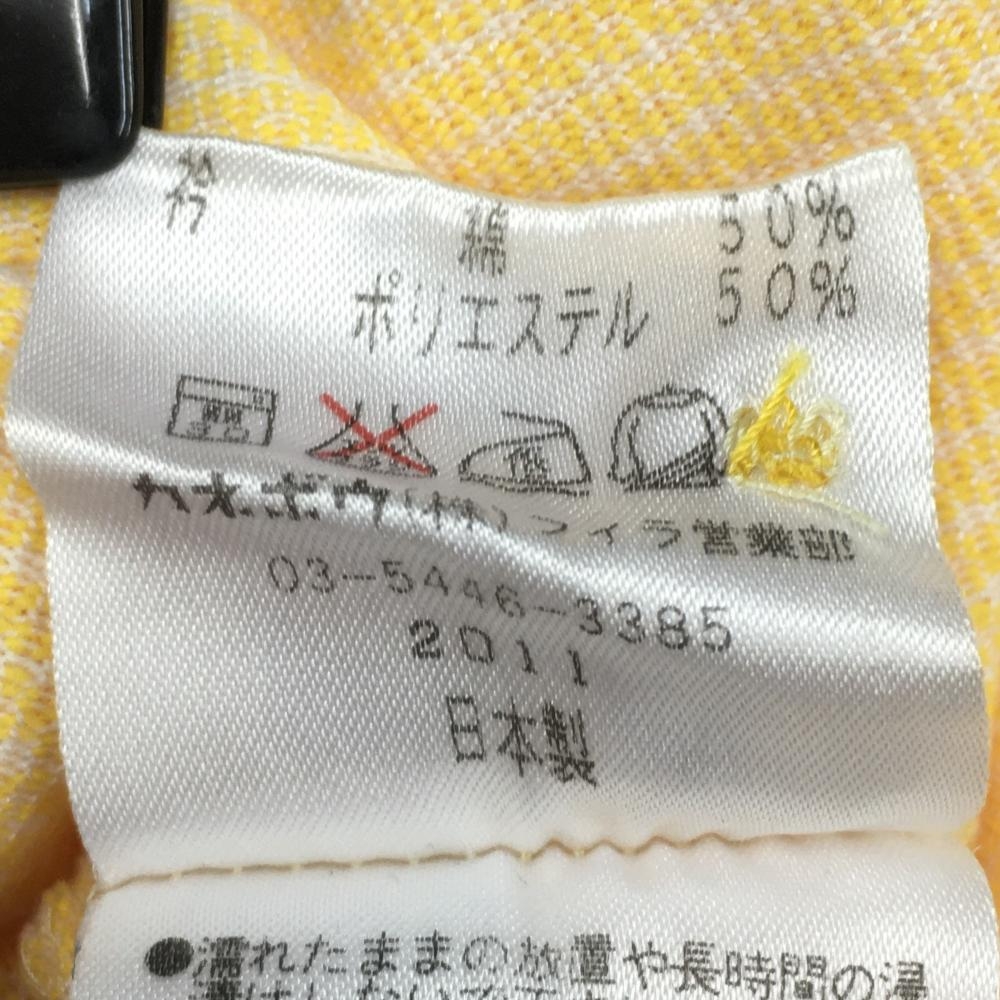 綿 50%
ポリエステル 50%
カネボウ(株)フィラ営業部
03-5446-3385
2011
日本製
●濡れたままの放置や長時間の浸